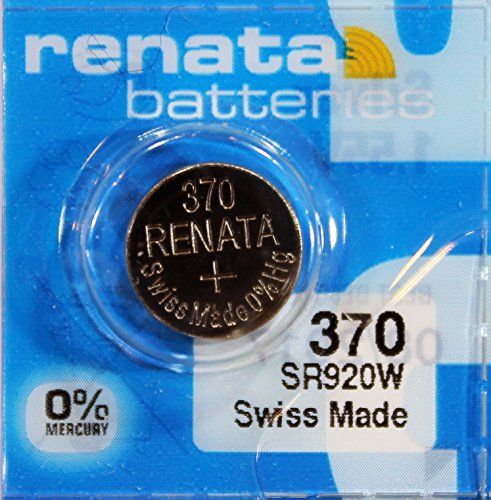 renata
batteries
370
RENATA
+
.Swiss Made 0%Hg
370
SR920W
Swiss Made
0%
MERCURY